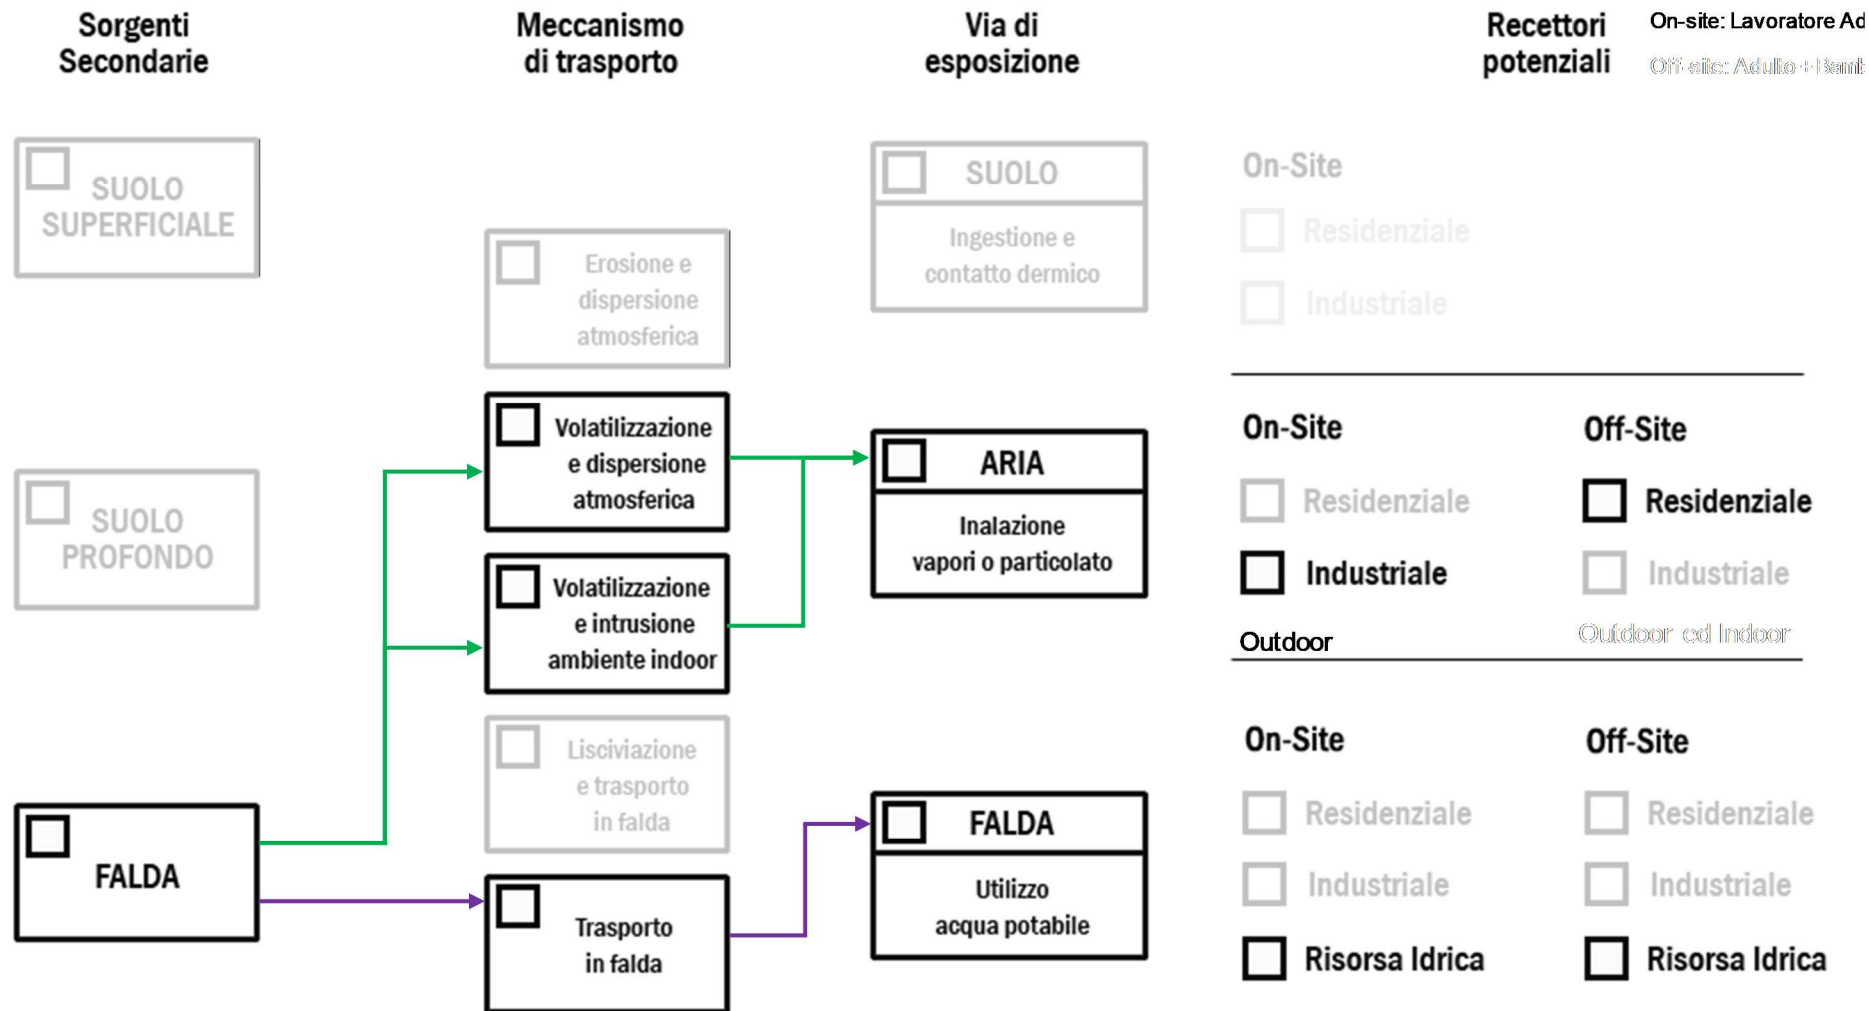 Sorgenti
Secondarie
Meccanismo
di trasporto
Via di
esposizione
Recettori
potenziali
On-site: Lavoratore Ad
Off-site: Adulto + Bamb
SUOLO
SUPERFICIALE
SUOLO
PROFONDO
FALDA
Erosione e
dispersione
atmosferica
Volatilizzazione
e dispersione
atmosferica
Volatilizzazione
e intrusione
ambiente indoor
Lisciviazione
e trasporto
in falda
Trasporto
in falda
SUOLO
Ingestione e
contatto dermico
ARIA
Inalazione
vapori o particolato
FALDA
Utilizzo
acqua potabile
On-Site
Residenziale
Industriale
On-Site
Residenziale
Industriale
Outdoor
Off-Site
Residenziale
Industriale
Outdoor ed Indoor
On-Site
Residenziale
Industriale
Risorsa Idrica
Off-Site
Residenziale
Industriale
Risorsa Idrica